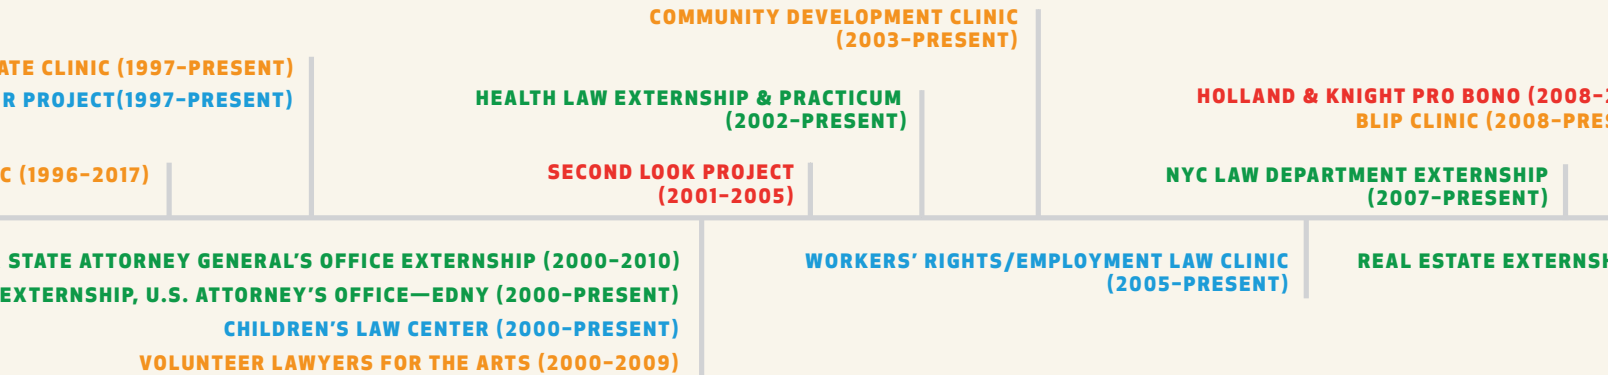 COMMUNITY DEVELOPMENT CLINIC
(2003–PRESENT)
CLINIC (1997–PRESENT)
R PROJECT(1997–PRESENT)
HEALTH LAW EXTERNSHIP & PRACTICUM
(2002–PRESENT)
HOLLAND & KNIGHT PRO BONO (2008–
BLIP CLINIC (2008–
C (1996–2017)
SECOND LOOK PROJECT
(2001–2005)
NYC LAW DEPARTMENT EXTERNSHIP
(2007–PRESENT)
STATE ATTORNEY GENERAL'S OFFICE EXTERNSHIP (2000–2010)
EXTERNSHIP, U.S. ATTORNEY'S OFFICE—EDNY (2000–PRESENT)
CHILDREN'S LAW CENTER (2000–PRESENT)
VOLUNTEER LAWYERS FOR THE ARTS (2000–2009)
WORKERS' RIGHTS/EMPLOYMENT LAW CLINIC
(2005–PRESENT)
REAL ESTATE